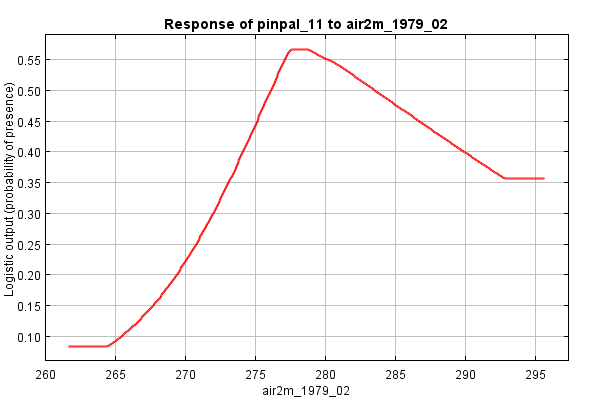 Response of pinpal_11 to air2m_1979_02
Logistic output (probability of presence)
0.55
0.50
0.45
0.40
0.35
0.30
0.25
0.20
0.15
0.10
260 265 270 275 280 285 290 295
air2m_1979_02